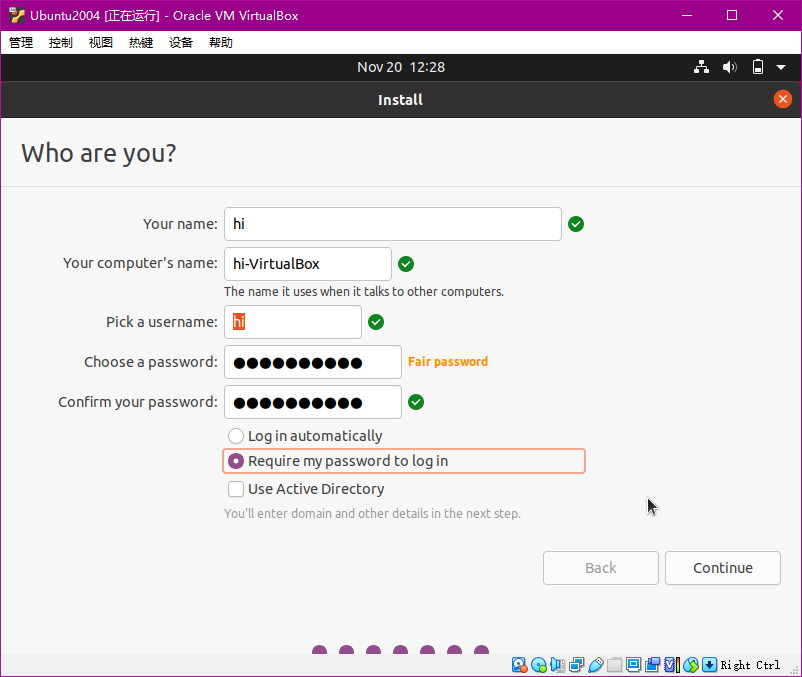 Ubuntu2004 [正在运行] - Oracle VM VirtualBox
管理 控制 视图 热键 设备 帮助
Nov 20 12:28
Install
Who are you?
Your name: hi
Your computer's name: hi-VirtualBox
The name it uses when it talks to other computers.
Pick a username: hi
Choose a password: ●●●●●●●●●● Fair password
Confirm your password: ●●●●●●●●●●
Log in automatically
Require my password to log in
Use Active Directory
You'll enter domain and other details in the next step.
Back Continue
Right Ctrl